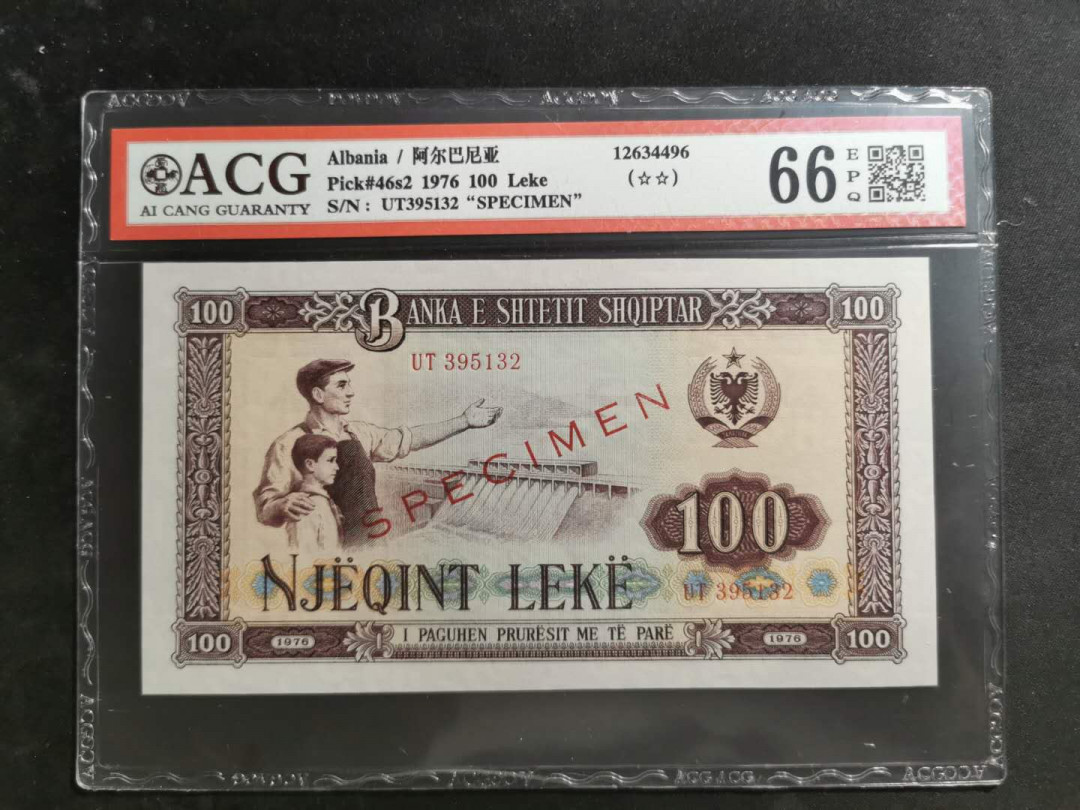 ACG
AI CANG GUARANTY
Albania / 阿尔巴尼亚
Pick#46s2 1976 100 Leke
S/N : UT395132 “SPECIMEN”
12634496
(☆☆)
66
EPQ
100
BANKA E SHTETIT SHQIPTAR
100
UT 395132
SPECIMEN
100
NJËQINT LEKË
UT 395132
100
1976
I PAGUHEN PRURËSIT ME TË PARË
1976
100